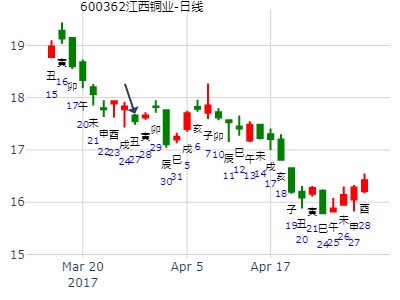 600362江西铜业-日线
19
18
17
16
15
丑
15
寅
16
卯
17
午
20
未
21
申
22
酉
23
戌
24
丑
27
寅
28
卯
29
辰
30
巳
31
戌
5
亥
6
子
7
卯
10
辰
11
巳
12
午
13
未
14
戌
17
亥
18
子
19
丑
20
寅
21
巳
24
午
25
未
26
申
27
酉
28
Mar 20
2017
Apr 5
Apr 17